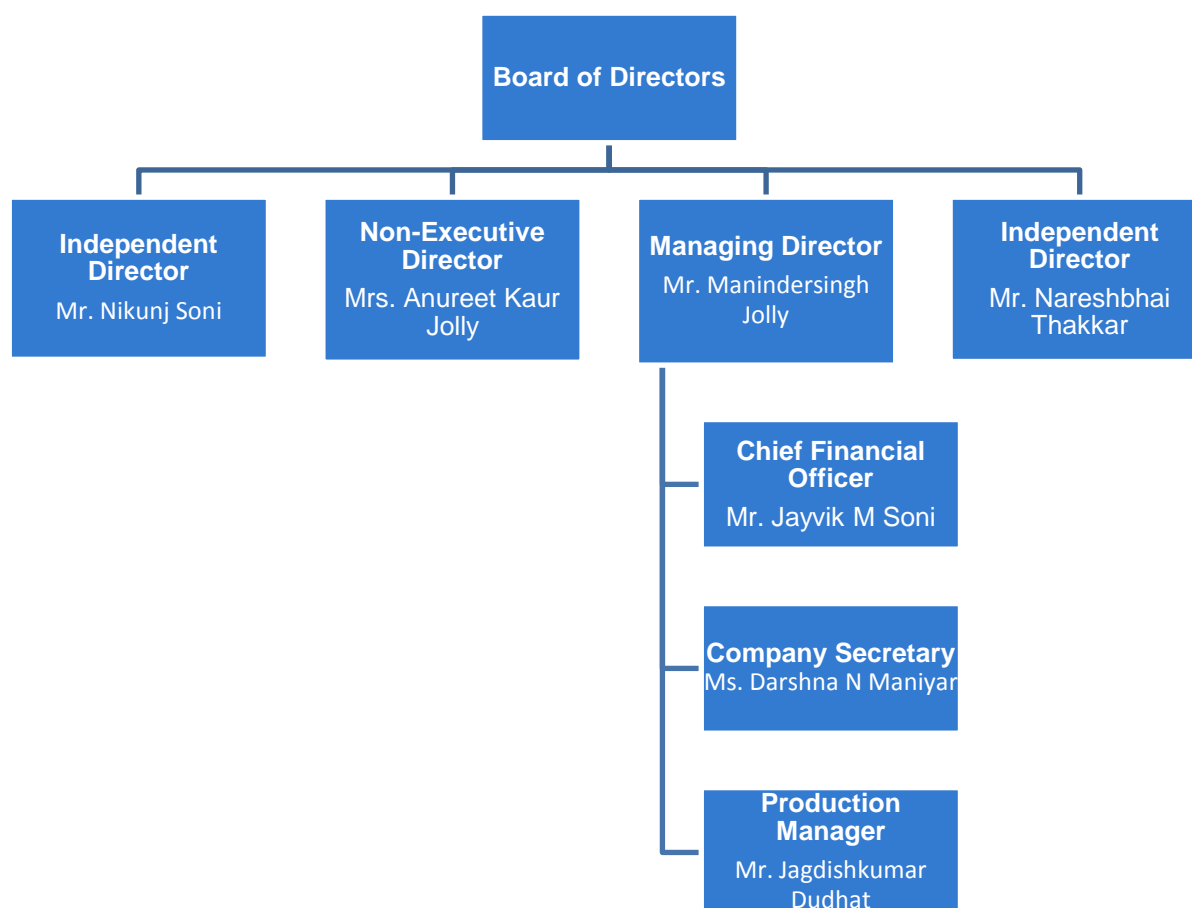 Board of Directors
Independent
Director
Mr. Nikunj Soni
Non-Executive
Director
Mrs. Anureet Kaur
Jolly
Managing Director
Mr. Manindersingh
Jolly
Independent
Director
Mr. Nareshbhai
Thakkar
Chief Financial
Officer
Mr. Jayvik M Soni
Company Secretary
Ms. Darshna N Maniyar
Production
Manager
Mr. Jagdishkumar
Dudhat